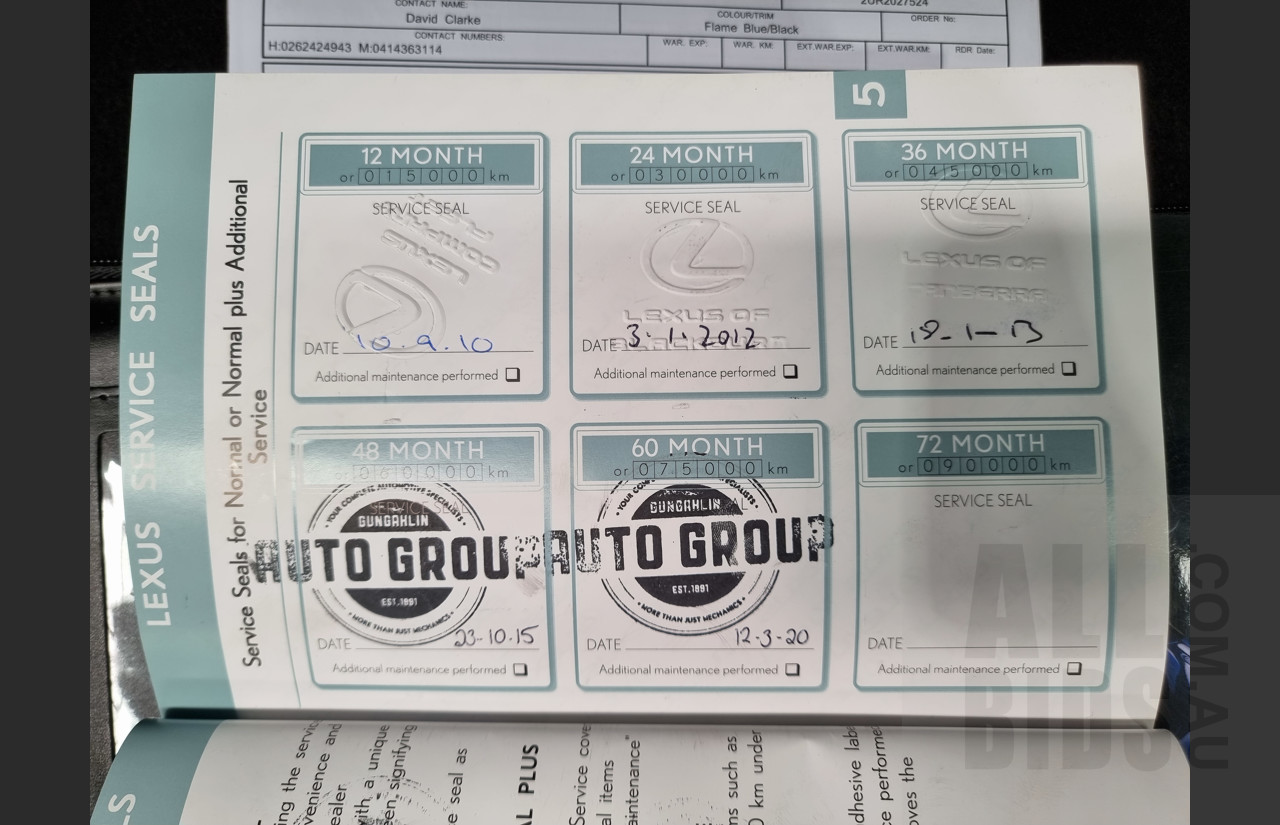 CONTACT NAME:
David Clarke
COLOUR/TRIM
Flame Blue/Black
ORDER No:
CONTACT NUMBERS:
H:0262424943 M:0414363114
WAR. EXP:
WAR. KM:
EXT.WAR.EXP:
EXT.WAR.KM:
RDR Date:
5
LEXUS SERVICE SEALS
Service Seals for Normal or Normal plus Additional
Service
12 MONTH
or 015000 km
SERVICE SEAL
LEXUS
DATE 10.9.10
Additional maintenance performed
24 MONTH
or 030000 km
SERVICE SEAL
LEXUS OF
DATE 3.1.2012
Additional maintenance performed
36 MONTH
or 045000 km
SERVICE SEAL
LEXUS OF
CANBERRA
DATE 18-1-13
Additional maintenance performed
48 MONTH
or 060000 km
SERVICE SEAL
YOUR COMPLETE AUTOMOTIVE SPECIALISTS
GUNGAHLIN
AUTO GROUP
EST.1991
MORE THAN JUST MECHANICS
DATE 23-10-15
Additional maintenance performed
60 MONTH
or 075000 km
GUNGAHLIN
AUTO GROUP
EST.1991
MORE THAN JUST MECHANICS
DATE 12-3-20
Additional maintenance performed
72 MONTH
or 090000 km
SERVICE SEAL
DATE
Additional maintenance performed
ALL
BIDS
.COM.AU